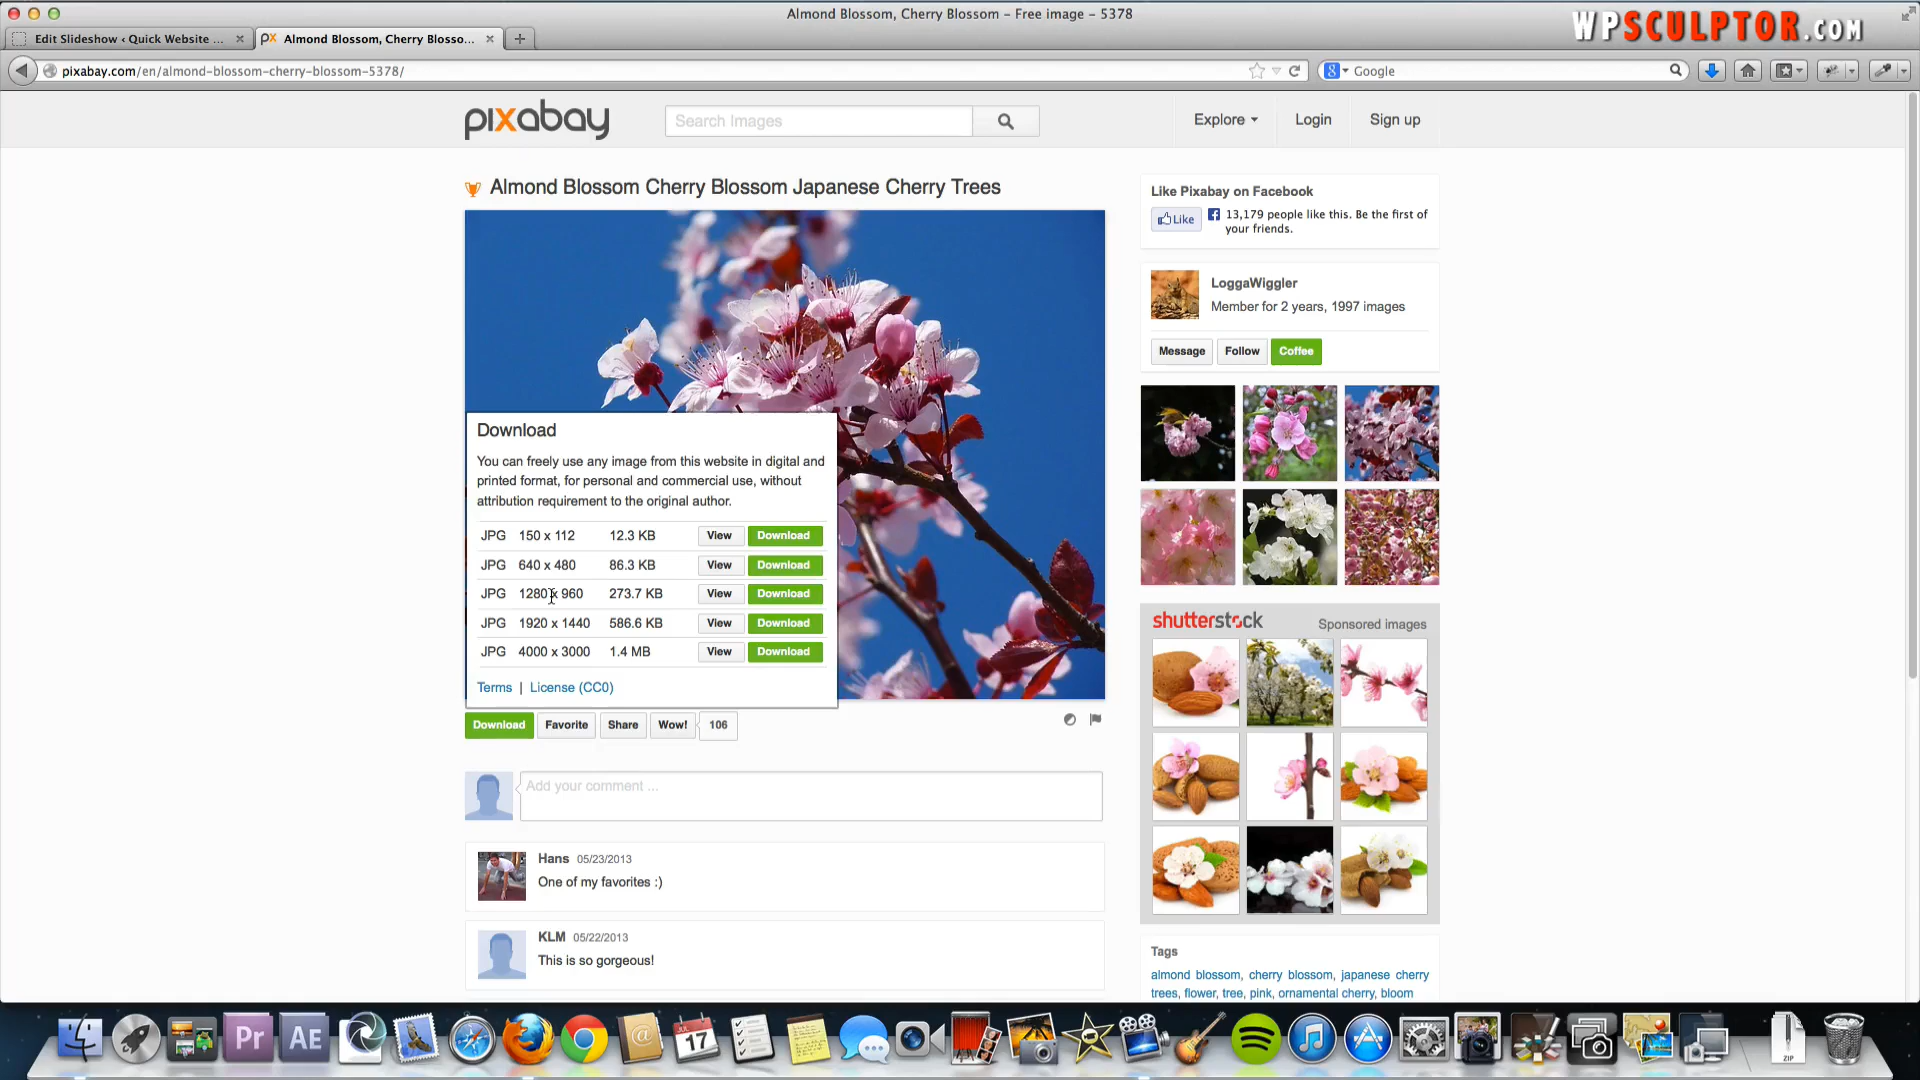 Almond Blossom, Cherry Blossom – Free image – 5378
WPSCULPTOR.COM
Edit Slideshow ‹ Quick Website ...
px Almond Blossom, Cherry Blosso...
pixabay.com/en/almond-blossom-cherry-blossom-5378/
Google
pixabay
Search Images
Explore
Login
Sign up
Almond Blossom Cherry Blossom Japanese Cherry Trees
Download
You can freely use any image from this website in digital and
printed format, for personal and commercial use, without
attribution requirement to the original author.
JPG 150 x 112 12.3 KB View Download
JPG 640 x 480 86.3 KB View Download
JPG 1280 x 960 273.7 KB View Download
JPG 1920 x 1440 586.6 KB View Download
JPG 4000 x 3000 1.4 MB View Download
Terms | License (CC0)
Download Favorite Share Wow! 106
Add your comment ...
Hans 05/23/2013
One of my favorites :)
KLM 05/22/2013
This is so gorgeous!
Like Pixabay on Facebook
Like 13,179 people like this. Be the first of
your friends.
LoggaWiggler
Member for 2 years, 1997 images
Message Follow Coffee
shutterstock Sponsored images
Tags
almond blossom, cherry blossom, japanese cherry
trees, flower, tree, pink, ornamental cherry, bloom
Pr
Ae
JUL
17
ZIP